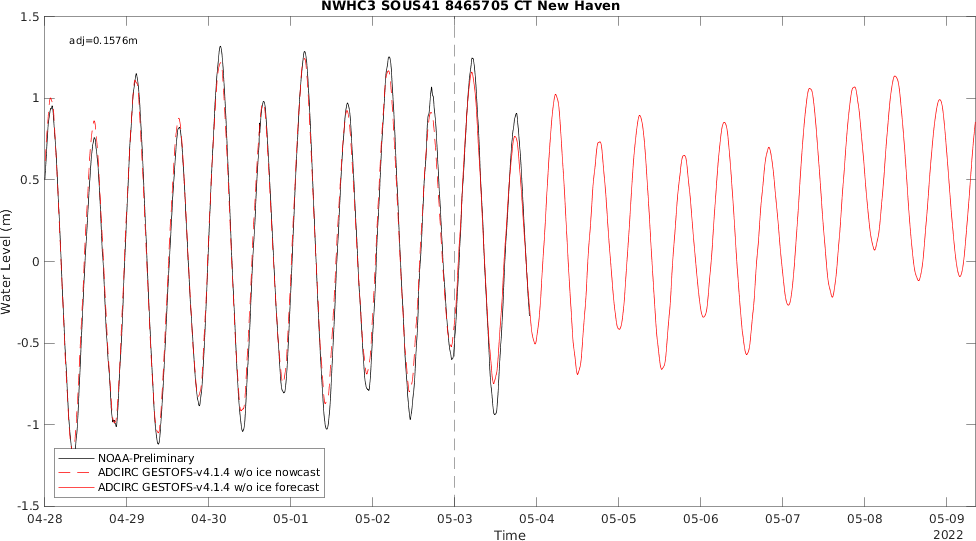 NWHC3 SOUS41 8465705 CT New Haven
1.5
adj=0.1576m
1
0.5
0
-0.5
-1
-1.5
Water Level (m)
NOAA-Preliminary
ADCIRC GESTOFS-v4.1.4 w/o ice nowcast
ADCIRC GESTOFS-v4.1.4 w/o ice forecast
04-28 04-29 04-30 05-01 05-02 05-03 05-04 05-05 05-06 05-07 05-08 05-09
Time 2022